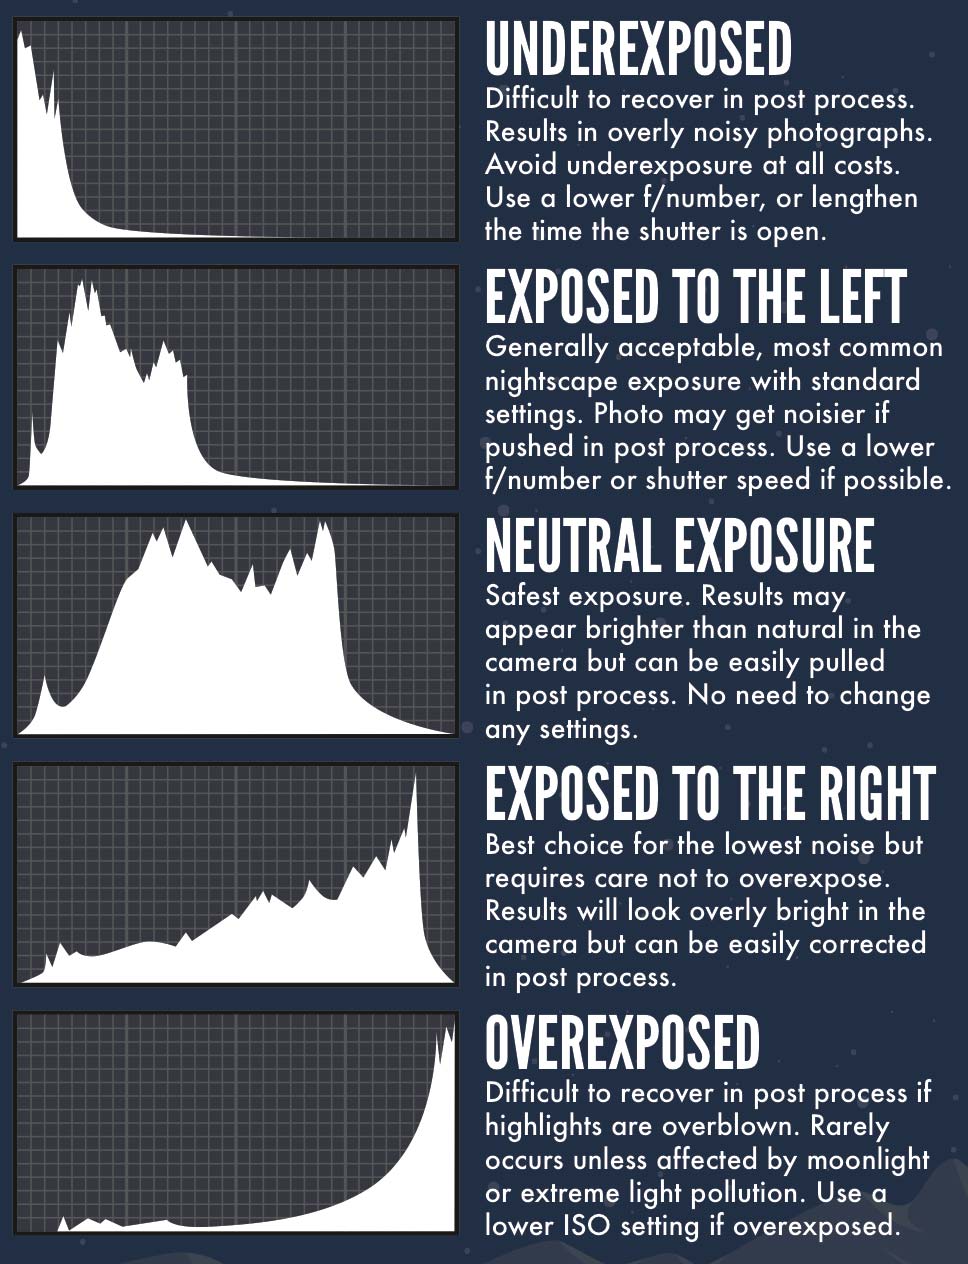 UNDEREXPOSED
Difficult to recover in post process.
Results in overly noisy photographs.
Avoid underexposure at all costs.
Use a lower f/number, or lengthen
the time the shutter is open.
EXPOSED TO THE LEFT
Generally acceptable, most common
nightscape exposure with standard
settings. Photo may get noisier if
pushed in post process. Use a lower
f/number or shutter speed if possible.
NEUTRAL EXPOSURE
Safest exposure. Results may
appear brighter than natural in the
camera but can be easily pulled
in post process. No need to change
any settings.
EXPOSED TO THE RIGHT
Best choice for the lowest noise but
requires care not to overexpose.
Results will look overly bright in the
camera but can be easily corrected
in post process.
OVEREXPOSED
Difficult to recover in post process if
highlights are overblown. Rarely
occurs unless affected by moonlight
or extreme light pollution. Use a
lower ISO setting if overexposed.